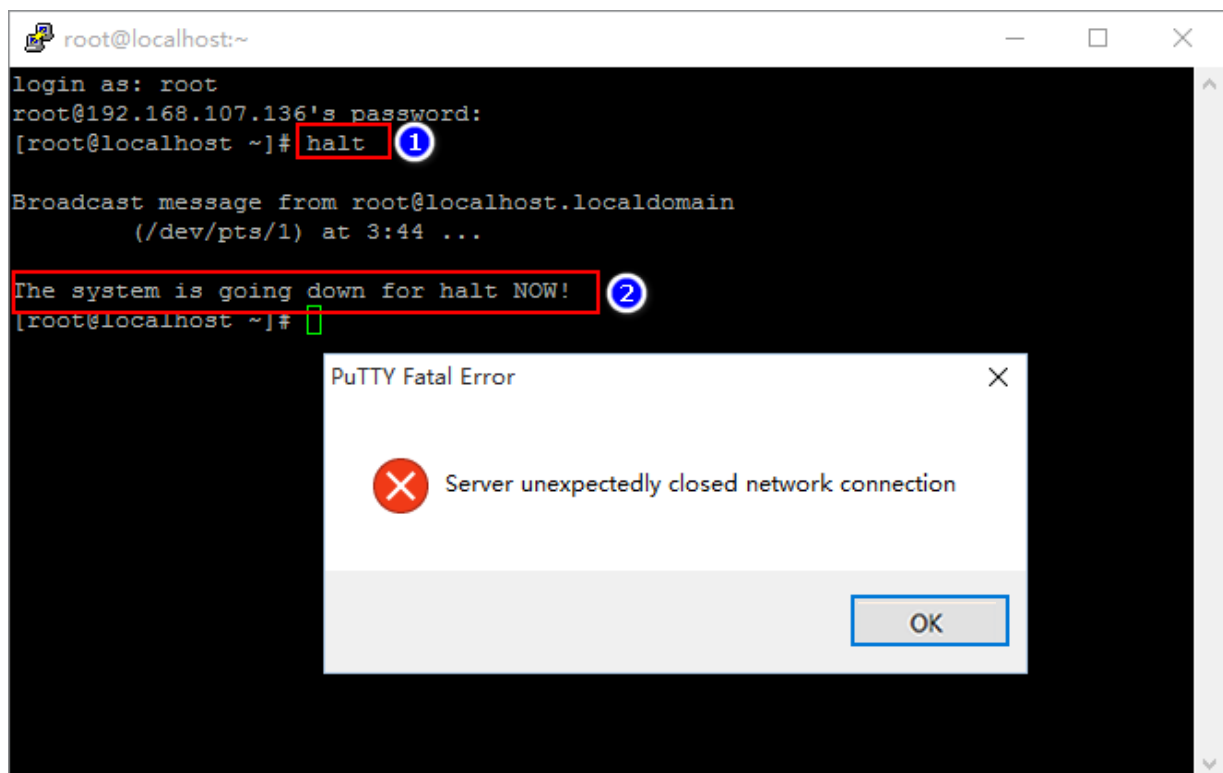 root@localhost:~
login as: root
root@192.168.107.136's password:
[root@localhost ~]# halt 1
Broadcast message from root@localhost.localdomain
(/dev/pts/1) at 3:44 ...
The system is going down for halt NOW! 2
[root@localhost ~]#
PuTTY Fatal Error
Server unexpectedly closed network connection
OK